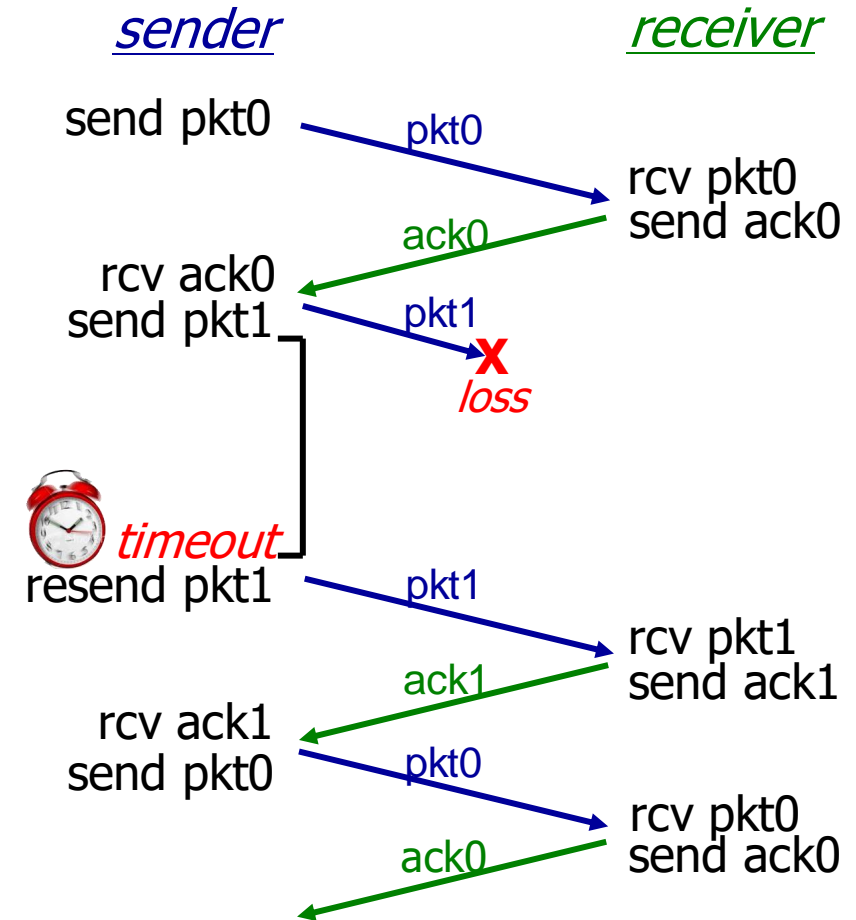 sender receiver
send pkt0
pkt0
rcv pkt0
send ack0
ack0
rcv ack0
send pkt1
pkt1
X
loss
timeout
resend pkt1
pkt1
rcv pkt1
send ack1
ack1
rcv ack1
send pkt0
pkt0
rcv pkt0
send ack0
ack0